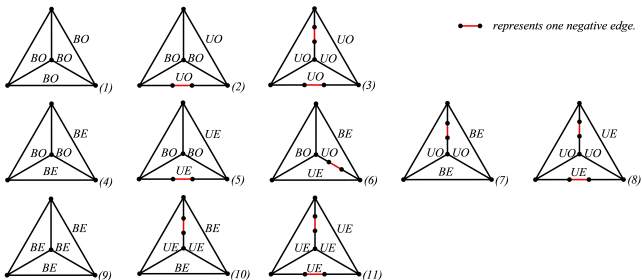 BO UO UO represents one negative edge.
BO BO BO BO UO UO
BO (1) UO (2) UO (3)
BE UE BE BE UE
BO BO BO BO BO UO UO UO UO UO
BE (4) UE (5) UE (6) BE (7) UE (8)
BE BE UE
BE BE UE UE UE UE
BE (9) BE (10) UE (11)